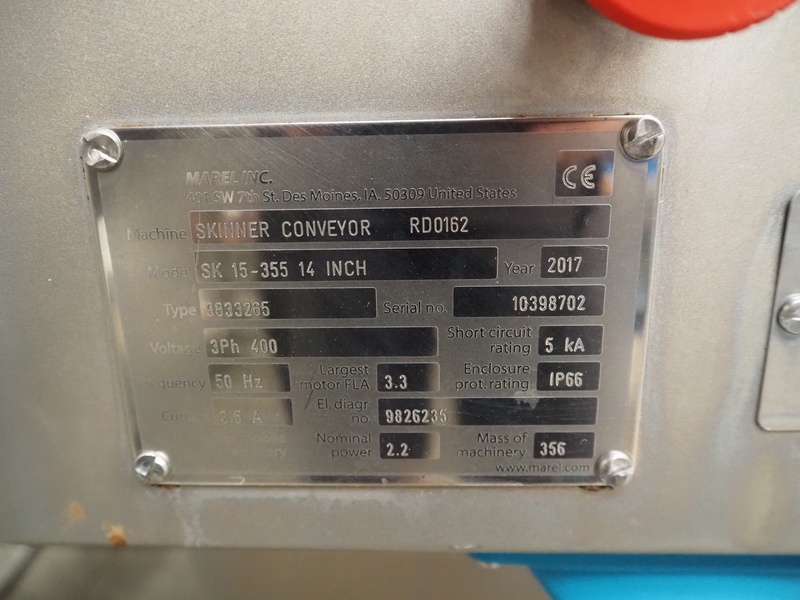 MAREL INC.
401 SW 7th St. Des Moines, IA. 50309 United States
CE
Machine SKINNER CONVEYOR RD0162
Model SK 15-355 14 INCH Year 2017
Type 9833265 Serial no. 10398702
Voltage 3Ph 400 Short circuit rating 5 kA
Frequency 50 Hz Largest motor FLA 3.3 Enclosure prot. rating IP66
A El. diagr. no. 9826235
Nominal power 2.2 Mass of machinery 356
www.marel.com